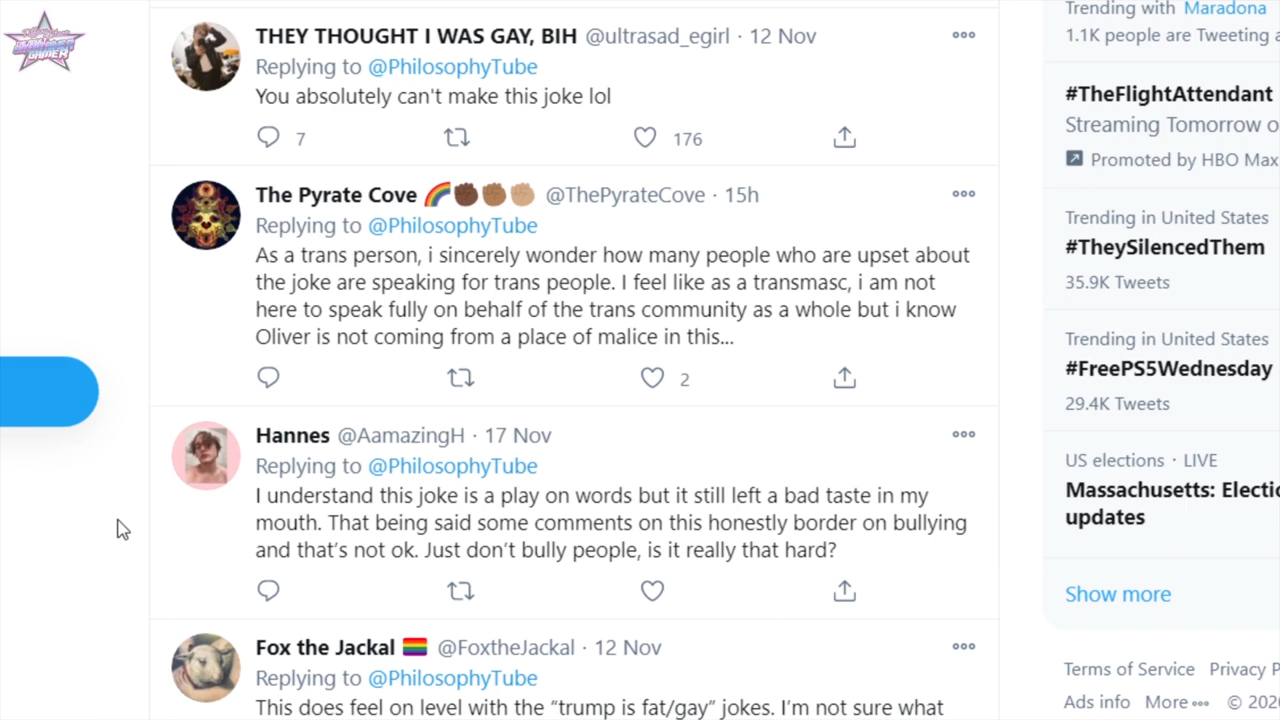 THEY THOUGHT I WAS GAY, BIH @ultrasad_egirl · 12 Nov
Replying to @PhilosophyTube
You absolutely can't make this joke lol
7 176
The Pyrate Cove 🌈✊🏿✊🏾✊🏼 @ThePyrateCove · 15h
Replying to @PhilosophyTube
As a trans person, i sincerely wonder how many people who are upset about
the joke are speaking for trans people. I feel like as a transmasc, i am not
here to speak fully on behalf of the trans community as a whole but i know
Oliver is not coming from a place of malice in this...
2
Hannes @AamazingH · 17 Nov
Replying to @PhilosophyTube
I understand this joke is a play on words but it still left a bad taste in my
mouth. That being said some comments on this honestly border on bullying
and that's not ok. Just don't bully people, is it really that hard?
Fox the Jackal 🏳️‍🌈 @FoxtheJackal · 12 Nov
Replying to @PhilosophyTube
This does feel on level with the “trump is fat/gay” jokes. I'm not sure what
Trending with Maradona
1.1K people are Tweeting
#TheFlightAttendant
Streaming Tomorrow
Promoted by HBO Max
Trending in United States
#TheySilencedThem
35.9K Tweets
Trending in United States
#FreePS5Wednesday
29.4K Tweets
US elections · LIVE
Massachusetts:
updates
Show more
Terms of Service Privacy
Ads info More ©